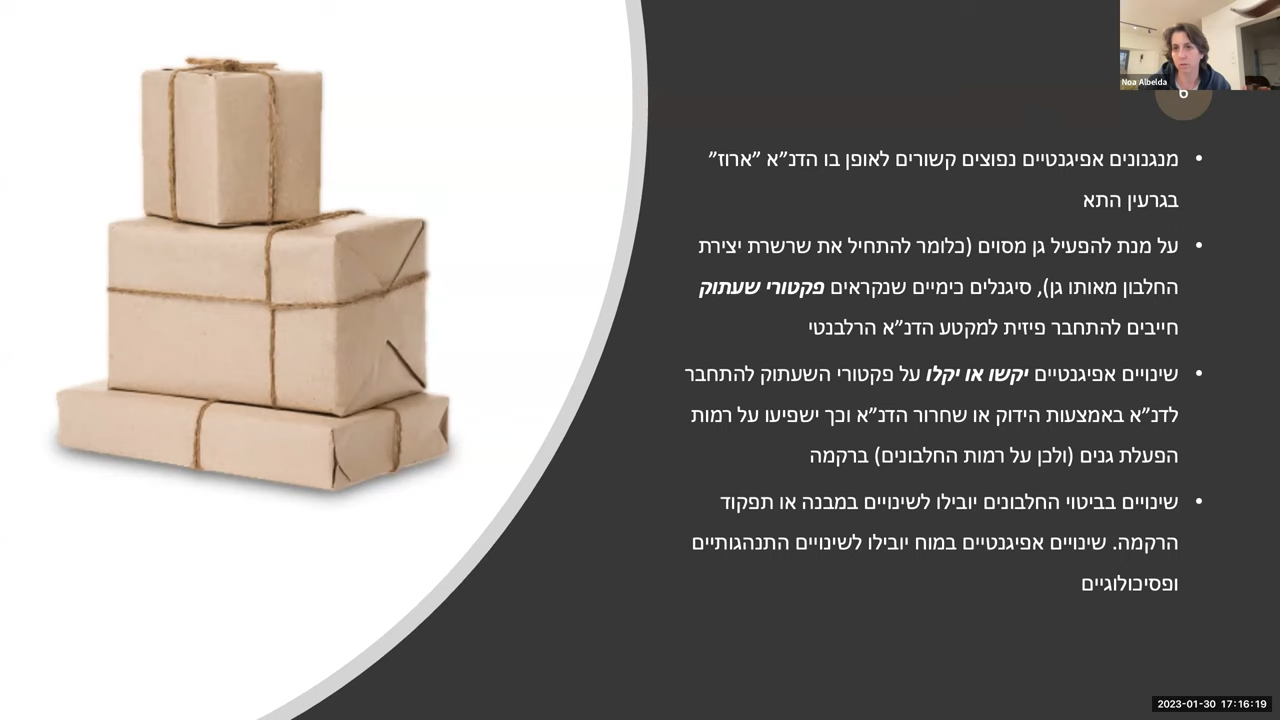 Noa Albelda
6
מנגנונים אפיגנטיים נפוצים קשורים לאופן בו הדנ״א ״ארוז״
בגרעין התא
על מנת להפעיל גן מסוים (כלומר להתחיל את שרשרת יצירת
החלבון מאותו גן), סיגנלים כימיים שנקראים פקטורי שעתוק
חייבים להתחבר פיזית למקטע הדנ״א הרלבנטי
שינויים אפיגנטיים יקשו או יקלו על פקטורי השעתוק להתחבר
לדנ״א באמצעות הידוק או שחרור הדנ״א וכך ישפיעו על רמות
הפעלת גנים (ולכן על רמות החלבונים) ברקמה
שינויים בביטוי החלבונים יובילו לשינויים במבנה או תפקוד
הרקמה. שינויים אפיגנטיים במוח יובילו לשינויים התנהגותיים
ופסיכולוגיים
2023-01-30 17:16:19